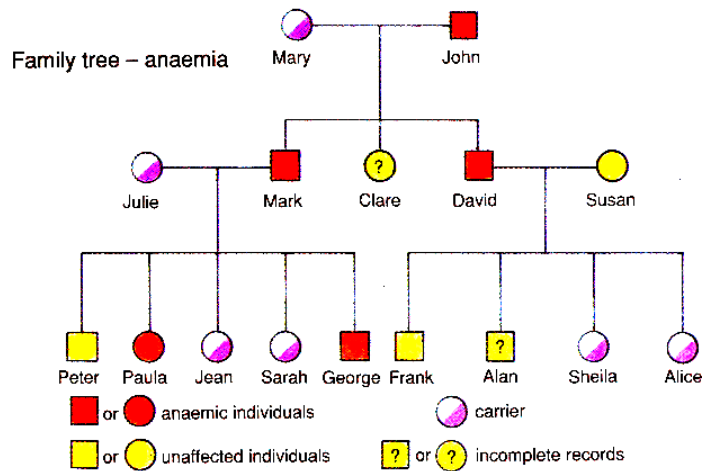 Family tree – anaemia
Mary John
Julie Mark ? Clare David Susan
Peter Paula Jean Sarah George Frank ? Alan Sheila Alice
or anaemic individuals
carrier
or unaffected individuals
? or ? incomplete records